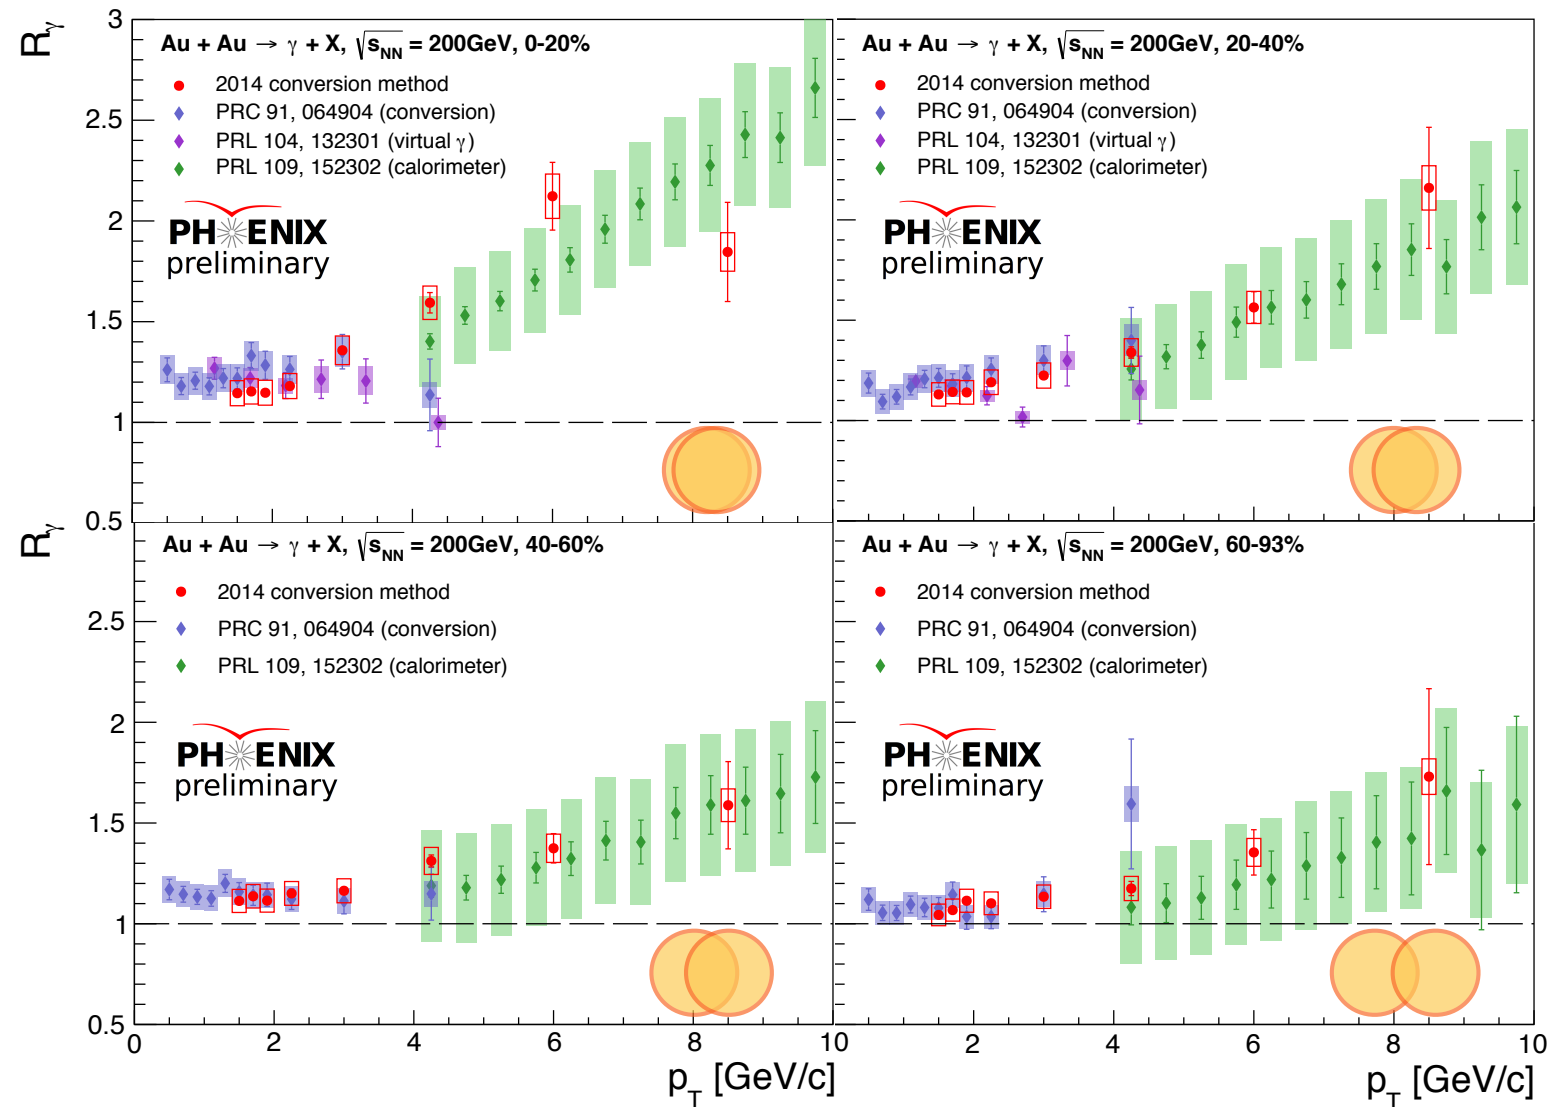 Rγ
3
2.5
2
1.5
1
0.5
Au + Au → γ + X, √sNN = 200GeV, 0-20%
2014 conversion method
PRC 91, 064904 (conversion)
PRL 104, 132301 (virtual γ)
PRL 109, 152302 (calorimeter)
PHENIX
preliminary
Au + Au → γ + X, √sNN = 200GeV, 20-40%
2014 conversion method
PRC 91, 064904 (conversion)
PRL 104, 132301 (virtual γ)
PRL 109, 152302 (calorimeter)
PHENIX
preliminary
Rγ
2.5
2
1.5
1
0.5
Au + Au → γ + X, √sNN = 200GeV, 40-60%
2014 conversion method
PRC 91, 064904 (conversion)
PRL 109, 152302 (calorimeter)
PHENIX
preliminary
0 2 4 6 8 10
pT [GeV/c]
Au + Au → γ + X, √sNN = 200GeV, 60-93%
2014 conversion method
PRC 91, 064904 (conversion)
PRL 109, 152302 (calorimeter)
PHENIX
preliminary
2 4 6 8 10
pT [GeV/c]